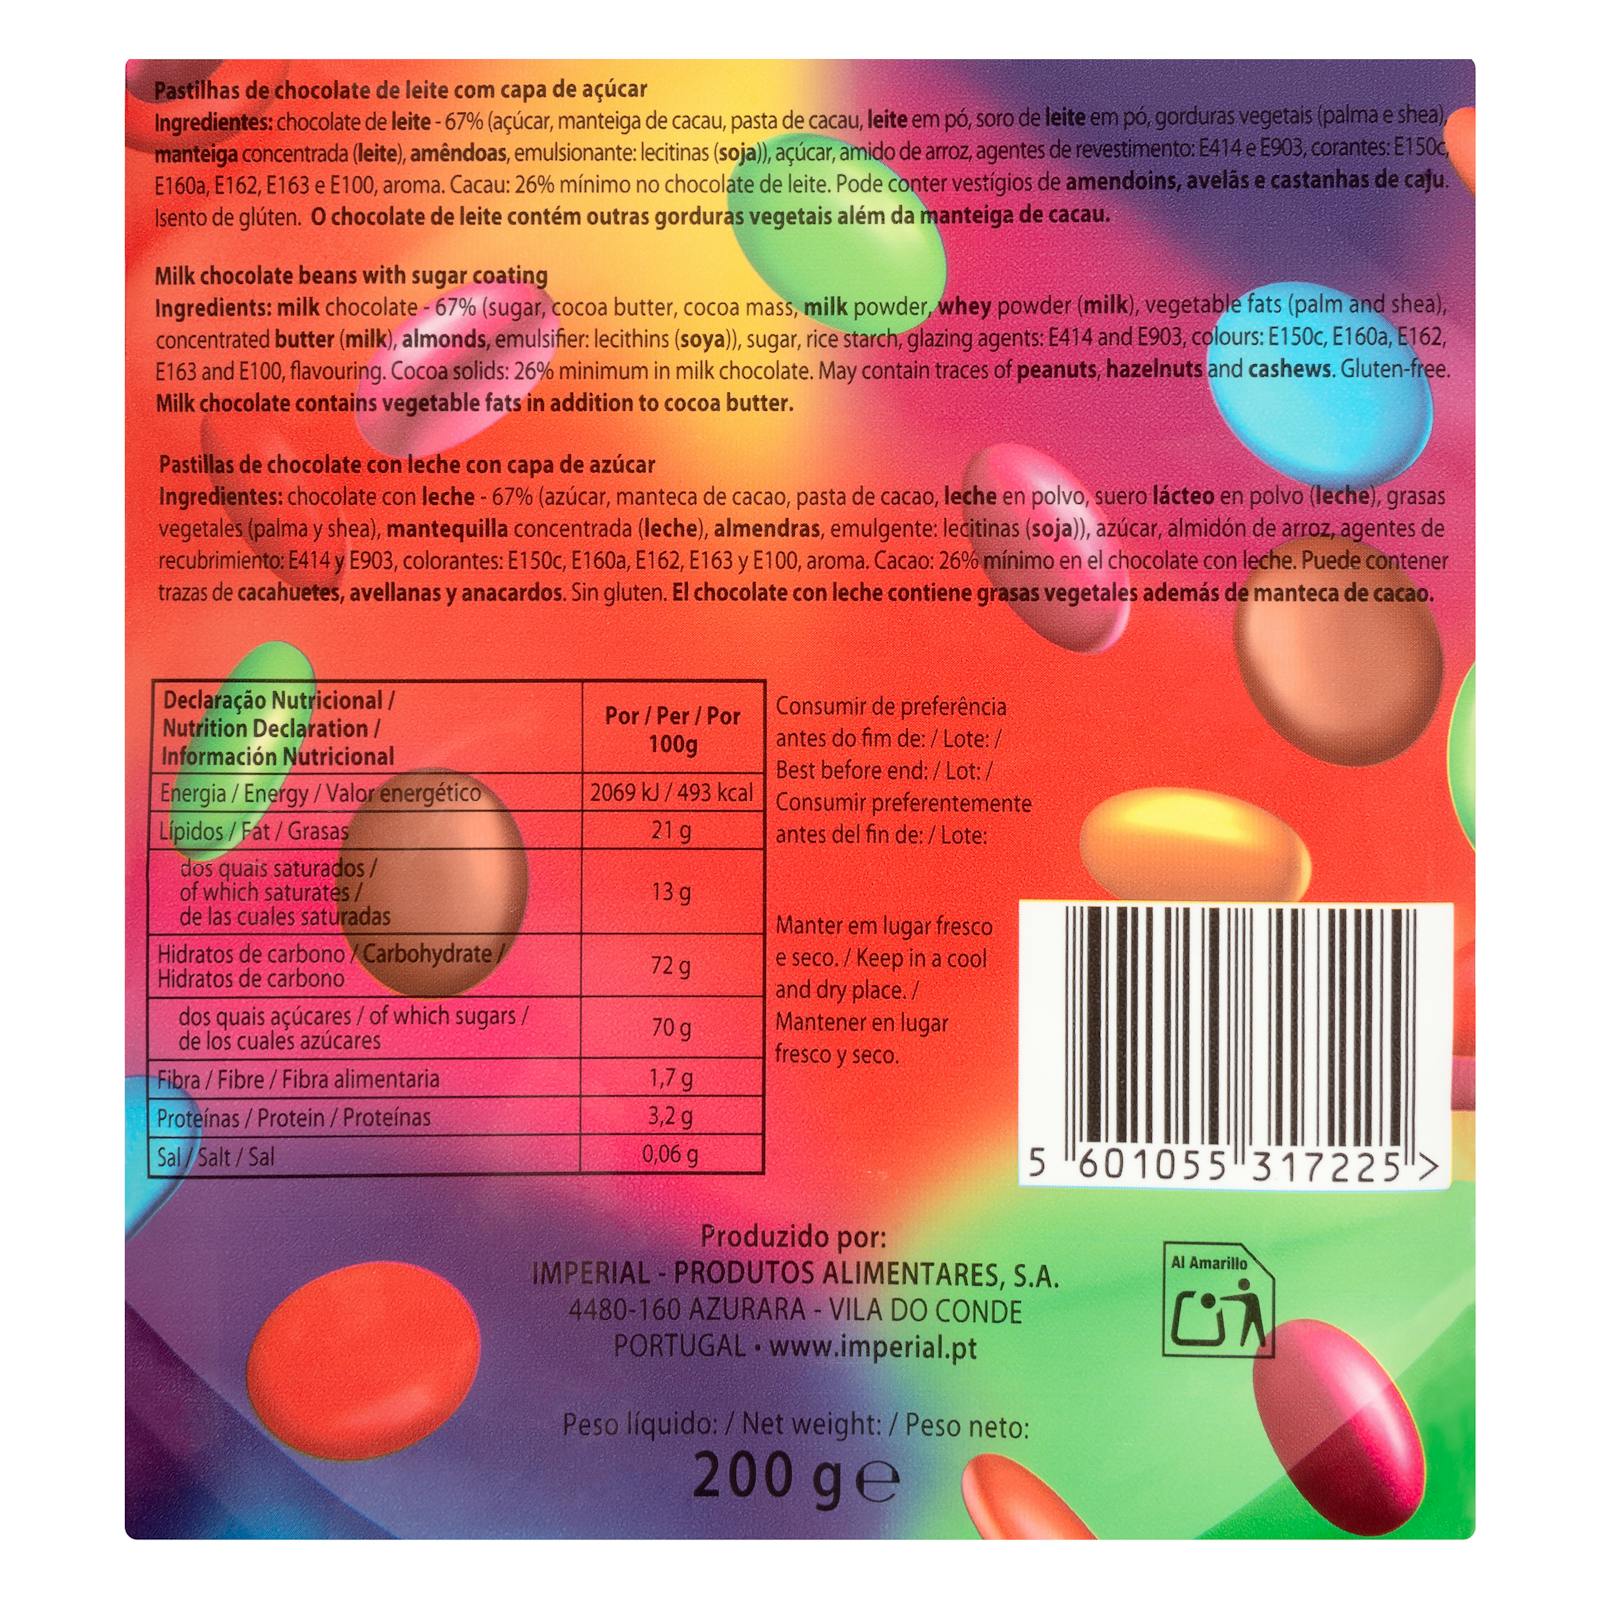 Pastilhas de chocolate de leite com capa de açúcar
Ingredientes: chocolate de leite - 67% (açúcar, manteiga de cacau, pasta de cacau, leite em pó, soro de leite em pó, gorduras vegetais (palma e shea),
manteiga concentrada (leite), amêndoas, emulsionante: lecitinas (soja)), açúcar, amido de arroz, agentes de revestimento: E414 e E903, corantes: E150c,
E160a, E162, E163 e E100, aroma. Cacau: 26% mínimo no chocolate de leite. Pode conter vestígios de amendoins, avelãs e castanhas de caju.
Isento de glúten. O chocolate de leite contém outras gorduras vegetais além da manteiga de cacau.
Milk chocolate beans with sugar coating
Ingredients: milk chocolate - 67% (sugar, cocoa butter, cocoa mass, milk powder, whey powder (milk), vegetable fats (palm and shea),
concentrated butter (milk), almonds, emulsifier: lecithins (soya)), sugar, rice starch, glazing agents: E414 and E903, colours: E150c, E160a, E162,
E163 and E100, flavouring. Cocoa solids: 26% minimum in milk chocolate. May contain traces of peanuts, hazelnuts and cashews. Gluten-free.
Milk chocolate contains vegetable fats in addition to cocoa butter.
Pastillas de chocolate con leche con capa de azúcar
Ingredientes: chocolate con leche - 67% (azúcar, manteca de cacao, pasta de cacao, leche en polvo, suero lácteo en polvo (leche), grasas
vegetales (palma y shea), mantequilla concentrada (leche), almendras, emulgente: lecitinas (soja)), azúcar, almidón de arroz, agentes de
recubrimiento: E414 y E903, colorantes: E150c, E160a, E162, E163 y E100, aroma. Cacao: 26% mínimo en el chocolate con leche. Puede contener
trazas de cacahuetes, avellanas y anacardos. Sin gluten. El chocolate con leche contiene grasas vegetales además de manteca de cacao.
Declaração Nutricional /
Nutrition Declaration /
Información Nutricional
Por / Per / Por
100g
Energia / Energy / Valor energético
2069 kJ / 493 kcal
Lípidos / Fat / Grasas
21 g
dos quais saturados /
of which saturates /
de las cuales saturadas
13 g
Hidratos de carbono / Carbohydrate /
Hidratos de carbono
72 g
dos quais açúcares / of which sugars /
de los cuales azúcares
70 g
Fibra / Fibre / Fibra alimentaria
1,7 g
Proteínas / Protein / Proteínas
3,2 g
Sal / Salt / Sal
0,06 g
Consumir de preferência
antes do fim de: / Lote: /
Best before end: / Lot: /
Consumir preferentemente
antes del fin de: / Lote:
Manter em lugar fresco
e seco. / Keep in a cool
and dry place. /
Mantener en lugar
fresco y seco.
5 601055 317225 >
Produzido por:
IMPERIAL - PRODUTOS ALIMENTARES, S.A.
4480-160 AZURARA - VILA DO CONDE
PORTUGAL • www.imperial.pt
Al Amarillo
Peso líquido: / Net weight: / Peso neto:
200 g ℮